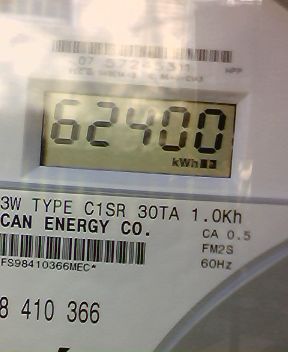 62400
kWh
3W TYPE C1SR 30TA 1.0Kh
CAN ENERGY CO.
CA 0.5
FM2S
60Hz
FS98410366MEC*
8 410 366